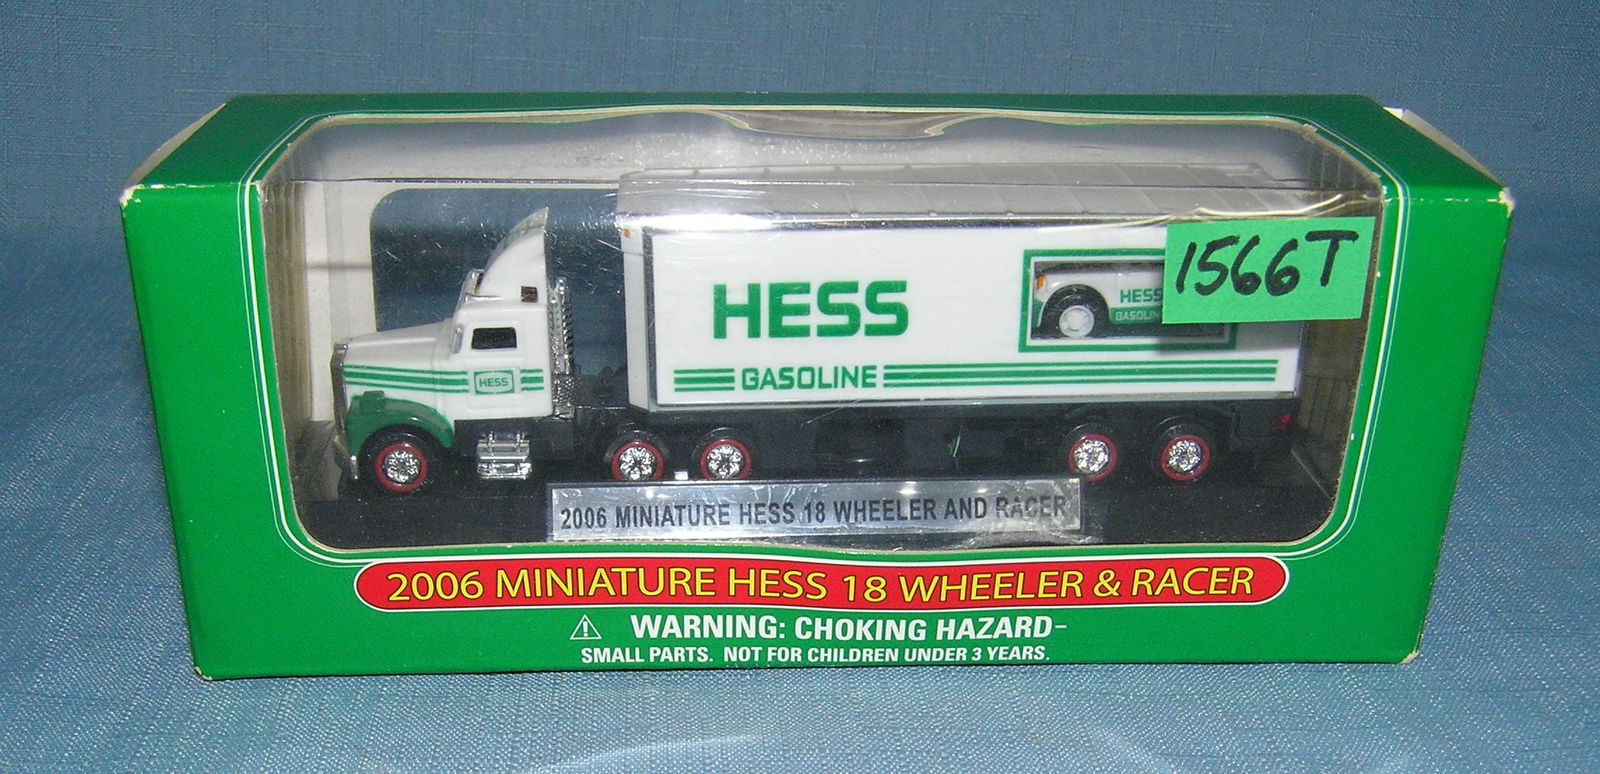 1566T
HESS
HESS
GASOLINE
HESS
GASOLINE
2006 MINIATURE HESS 18 WHEELER AND RACER
2006 MINIATURE HESS 18 WHEELER & RACER
WARNING: CHOKING HAZARD-
SMALL PARTS. NOT FOR CHILDREN UNDER 3 YEARS.